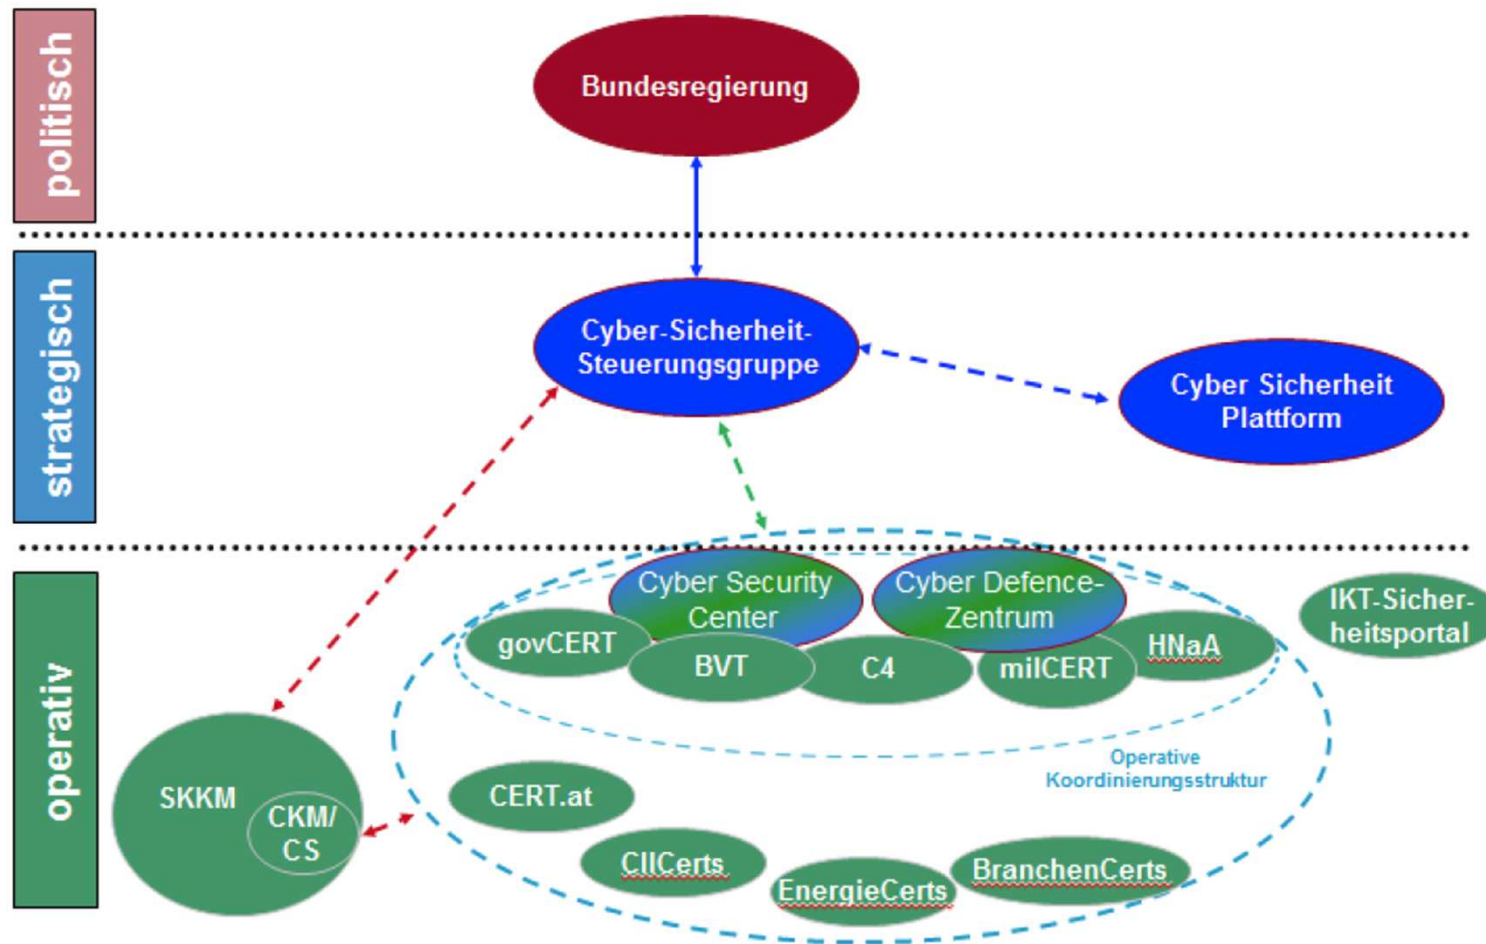 politisch
Bundesregierung
strategisch
Cyber-Sicherheit-
Steuerungsgruppe
Cyber Sicherheit
Plattform
operativ
Cyber Security
Center
Cyber Defence-
Zentrum
IKT-Sicher-
heitsportal
govCERT
BVT
C4
milCERT
HNaA
Operative
Koordinierungsstruktur
SKKM
CKM/
CS
CERT.at
CIICerts
EnergieCerts
BranchenCerts